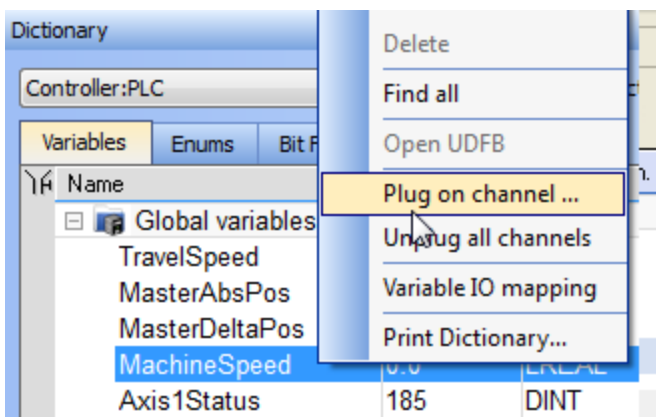 Dictionary
Controller:PLC
Variables Enums Bit F
Name
Global variables
TravelSpeed
MasterAbsPos
MasterDeltaPos
MachineSpeed 0.0 LREAL
Axis1Status 185 DINT
Delete
Find all
Open UDFB
Plug on channel ...
Unplug all channels
Variable IO mapping
Print Dictionary...